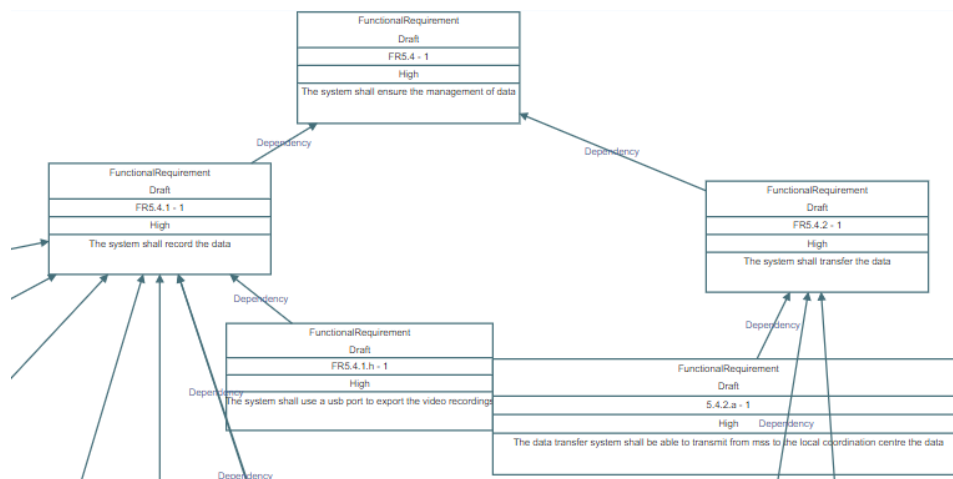 FunctionalRequirement
Draft
FR5.4 - 1
High
The system shall ensure the management of data
Dependency
Dependency
FunctionalRequirement
Draft
FR5.4.1 - 1
High
The system shall record the data
FunctionalRequirement
Draft
FR5.4.2 - 1
High
The system shall transfer the data
Dependency
Dependency
FunctionalRequirement
Draft
FR5.4.1.h - 1
High
The system shall use a usb port to export the video recordings
Dependency
Dependency
FunctionalRequirement
Draft
5.4.2.a - 1
High
Dependency
The data transfer system shall be able to transmit from mss to the local coordination centre the data